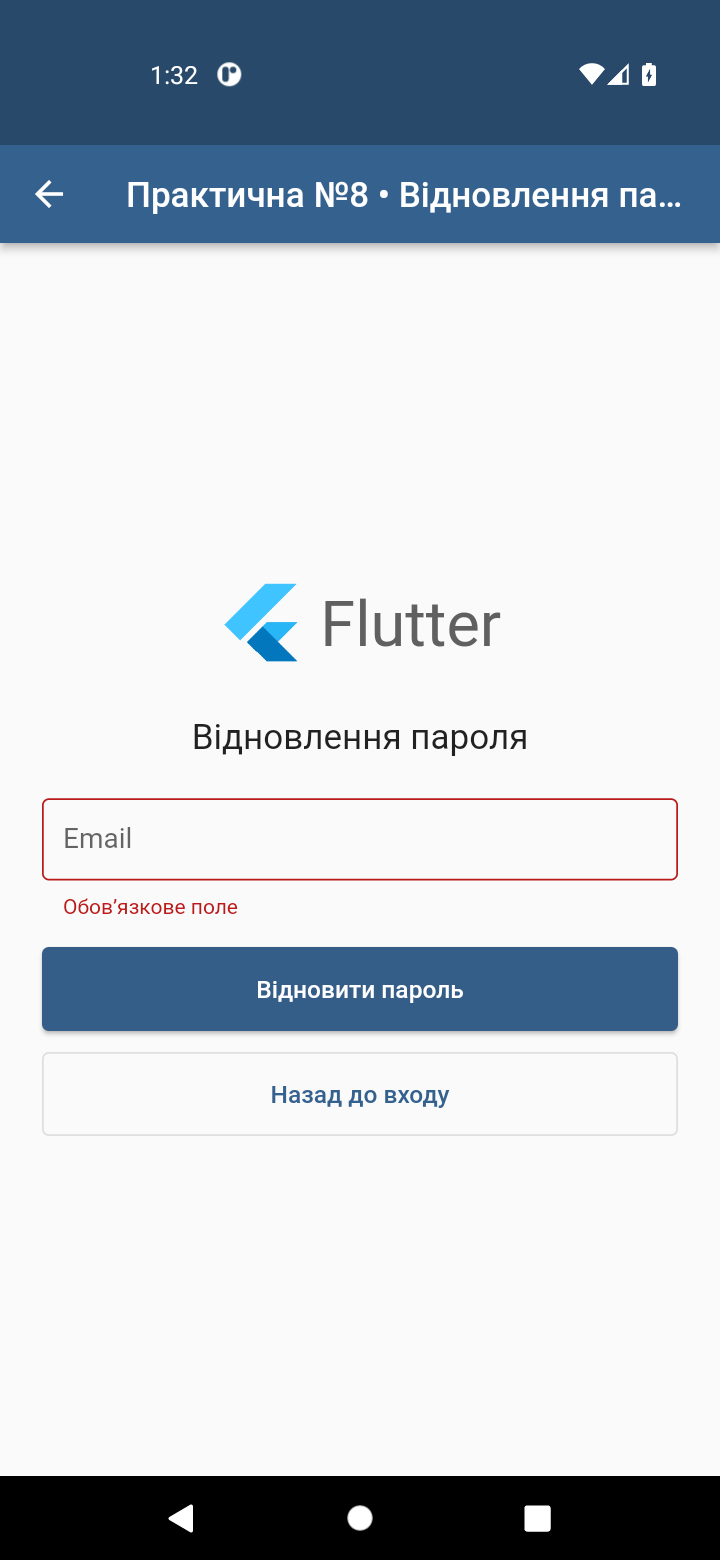 1:32
Практична №8 • Відновлення па...
Flutter
Відновлення пароля
Email
Обов’язкове поле
Відновити пароль
Назад до входу